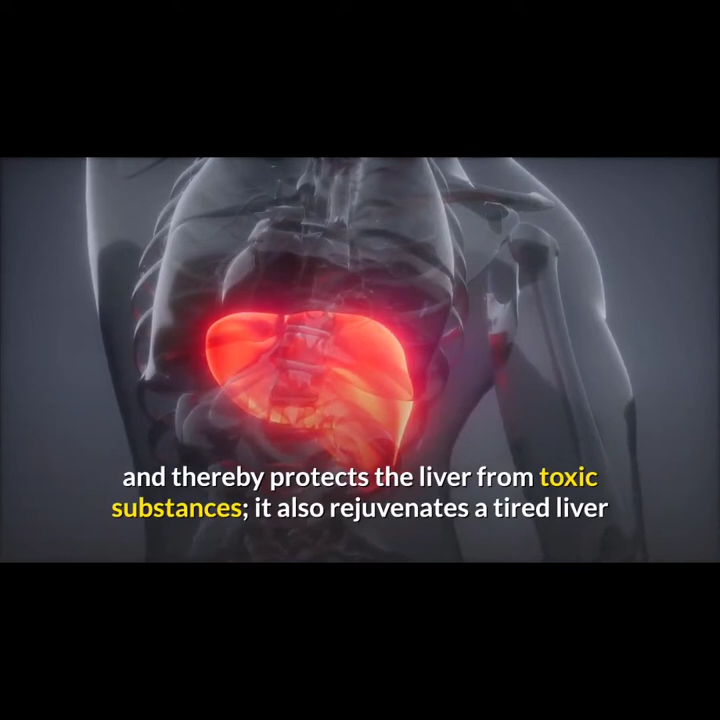 and thereby protects the liver from toxic
substances; it also rejuvenates a tired liver